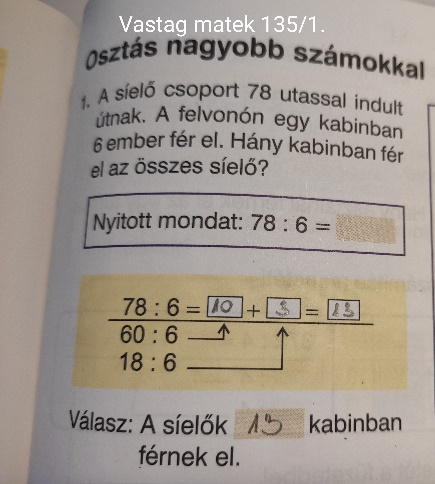 Vastag matek 135/1.
Osztás nagyobb számokkal
1. A síelő csoport 78 utassal indult
útnak. A felvonón egy kabinban
6 ember fér el. Hány kabinban fér
el az összes síelő?
Nyitott mondat: 78 : 6 =
78 : 6 = 10 + 3 = 13
60 : 6
18 : 6
Válasz: A síelők 13 kabinban
férnek el.